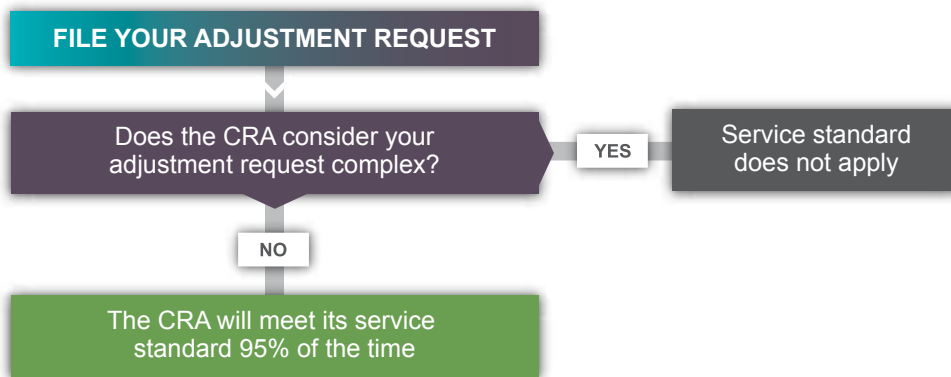 FILE YOUR ADJUSTMENT REQUEST
Does the CRA consider your
adjustment request complex?
YES
Service standard
does not apply
NO
The CRA will meet its service
standard 95% of the time